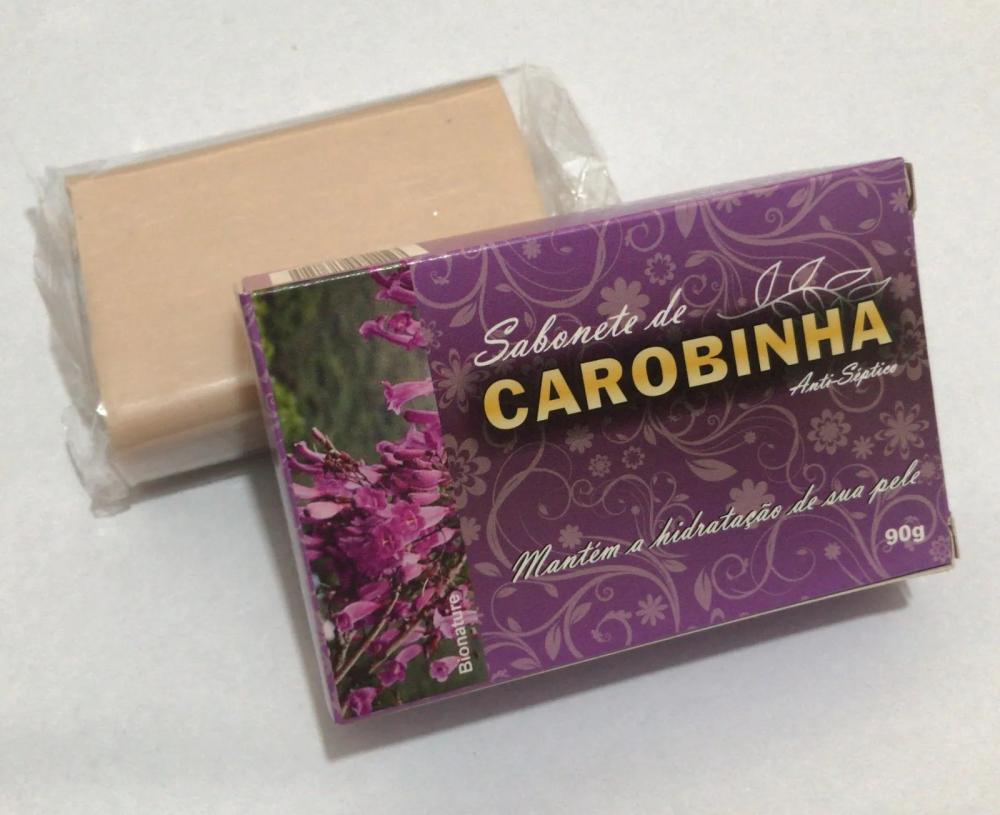 Sabonete de
CAROBINHA
Anti-Séptico
Mantém a hidratação de sua pele
90g
Bionature